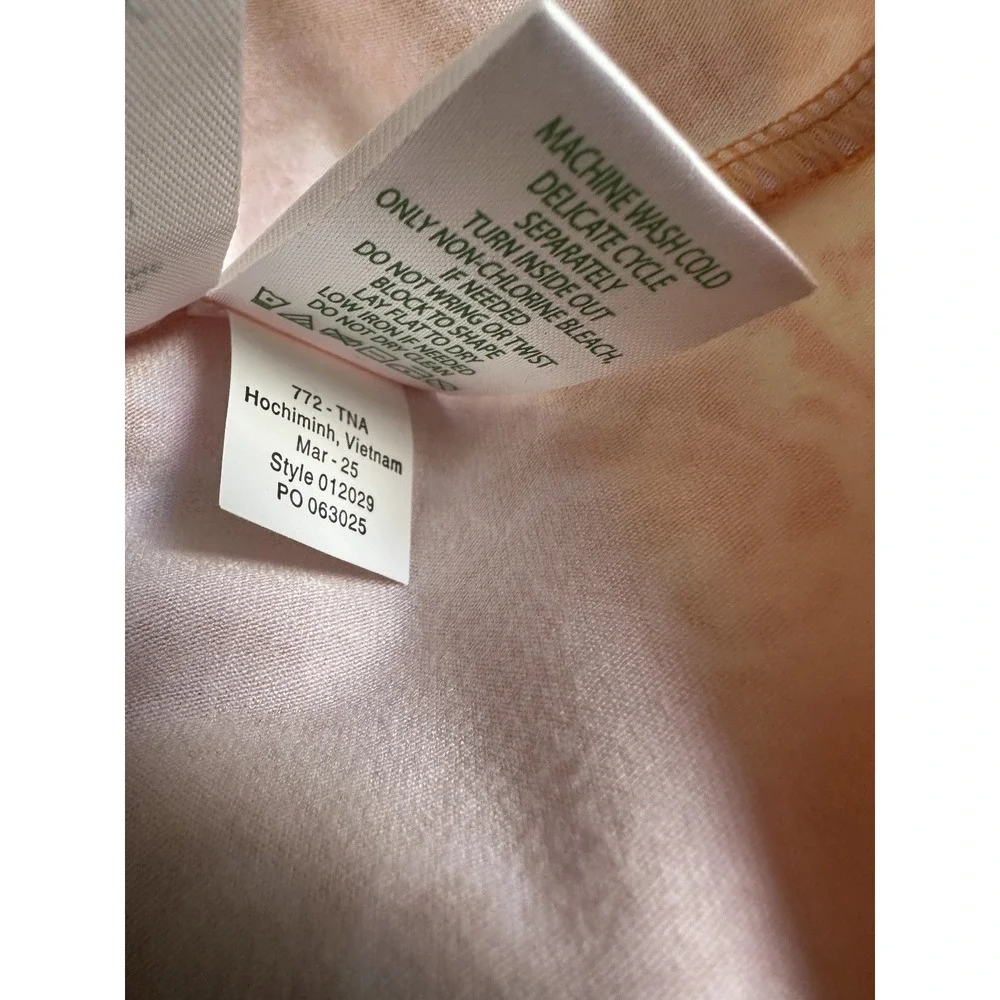 MACHINE WASH COLD
DELICATE CYCLE
SEPARATELY
TURN INSIDE OUT
ONLY NON-CHLORINE BLEACH,
IF NEEDED
DO NOT WRING OR TWIST
BLOCK TO SHAPE
LAY FLAT TO DRY
LOW IRON IF NEEDED
DO NOT DRY CLEAN
772 - TNA
Hochiminh, Vietnam
Mar - 25
Style 012029
PO 063025